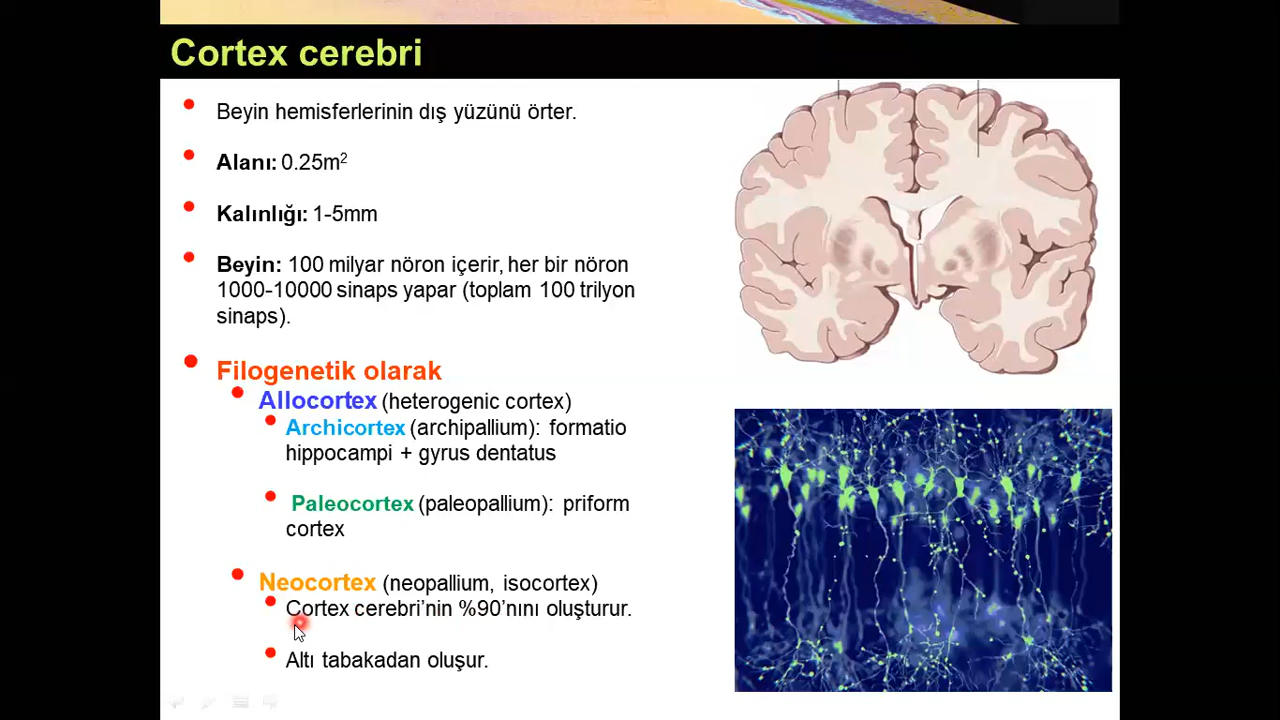 Cortex cerebri
Beyin hemisferlerinin dış yüzünü örter.
Alanı: 0.25m²
Kalınlığı: 1-5mm
Beyin: 100 milyar nöron içerir, her bir nöron
1000-10000 sinaps yapar (toplam 100 trilyon
sinaps).
Filogenetik olarak
Allocortex (heterogenic cortex)
Archicortex (archipallium): formatio
hippocampi + gyrus dentatus
Paleocortex (paleopallium): priform
cortex
Neocortex (neopallium, isocortex)
Cortex cerebri’nin %90’nını oluşturur.
Altı tabakadan oluşur.